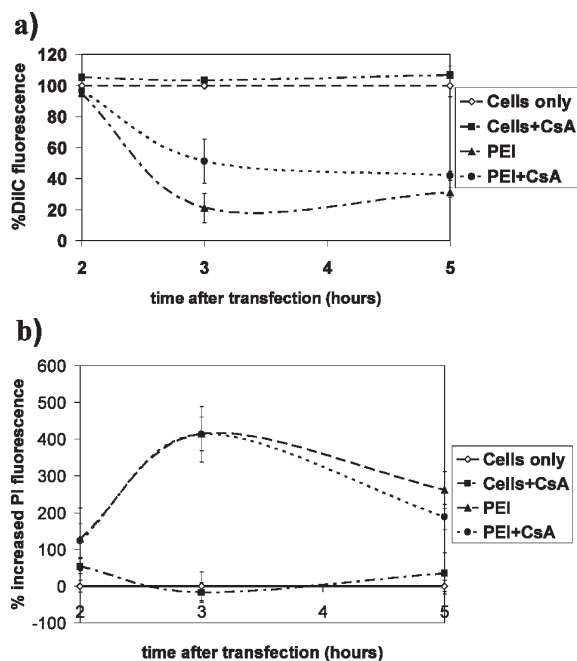 a)
120
100
80
60
40
20
0
%DiIC fluorescence
2 3 4 5
time after transfection (hours)
Cells only
Cells+CsA
PEI
PEI+CsA
b)
600
500
400
300
200
100
0
-100
% increased PI fluorescence
2 3 4 5
time after transfection (hours)
Cells only
Cells+CsA
PEI
PEI+CsA